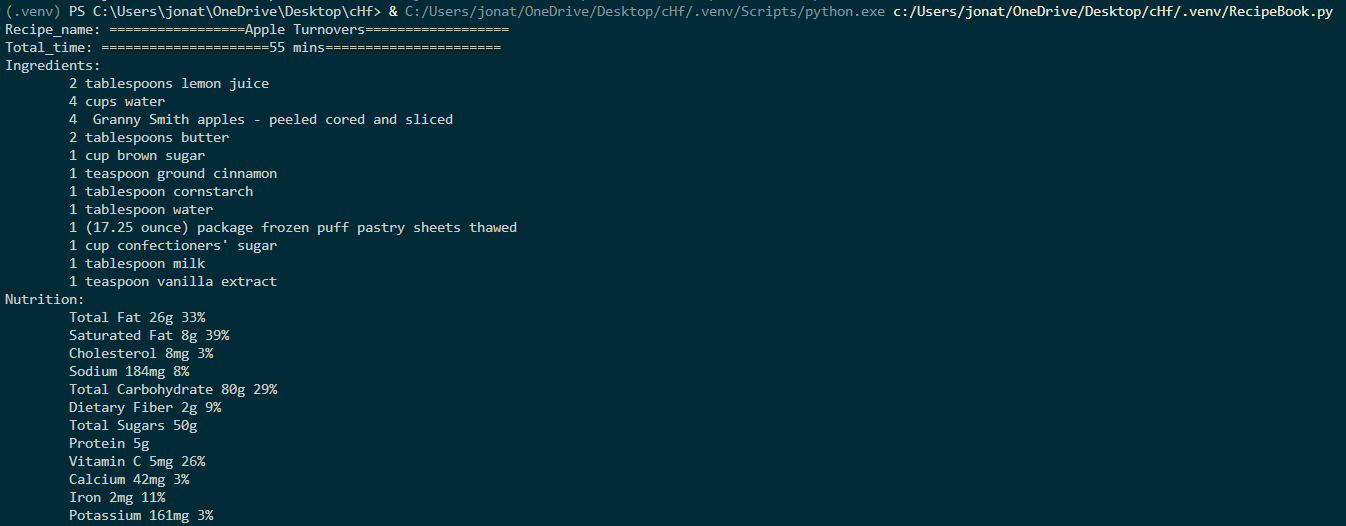 (.venv) PS C:\Users\jonat\OneDrive\Desktop\cHf> & C:/Users/jonat/OneDrive/Desktop/cHf/.venv/Scripts/python.exe c:/Users/jonat/OneDrive/Desktop/cHf/.venv/RecipeBook.py
Recipe_name: =================Apple Turnovers==================
Total_time: =====================55 mins======================
Ingredients:
        2 tablespoons lemon juice
        4 cups water
        4  Granny Smith apples - peeled cored and sliced
        2 tablespoons butter
        1 cup brown sugar
        1 teaspoon ground cinnamon
        1 tablespoon cornstarch
        1 tablespoon water
        1 (17.25 ounce) package frozen puff pastry sheets thawed
        1 cup confectioners' sugar
        1 tablespoon milk
        1 teaspoon vanilla extract
Nutrition:
        Total Fat 26g 33%
        Saturated Fat 8g 39%
        Cholesterol 8mg 3%
        Sodium 184mg 8%
        Total Carbohydrate 80g 29%
        Dietary Fiber 2g 9%
        Total Sugars 50g
        Protein 5g
        Vitamin C 5mg 26%
        Calcium 42mg 3%
        Iron 2mg 11%
        Potassium 161mg 3%